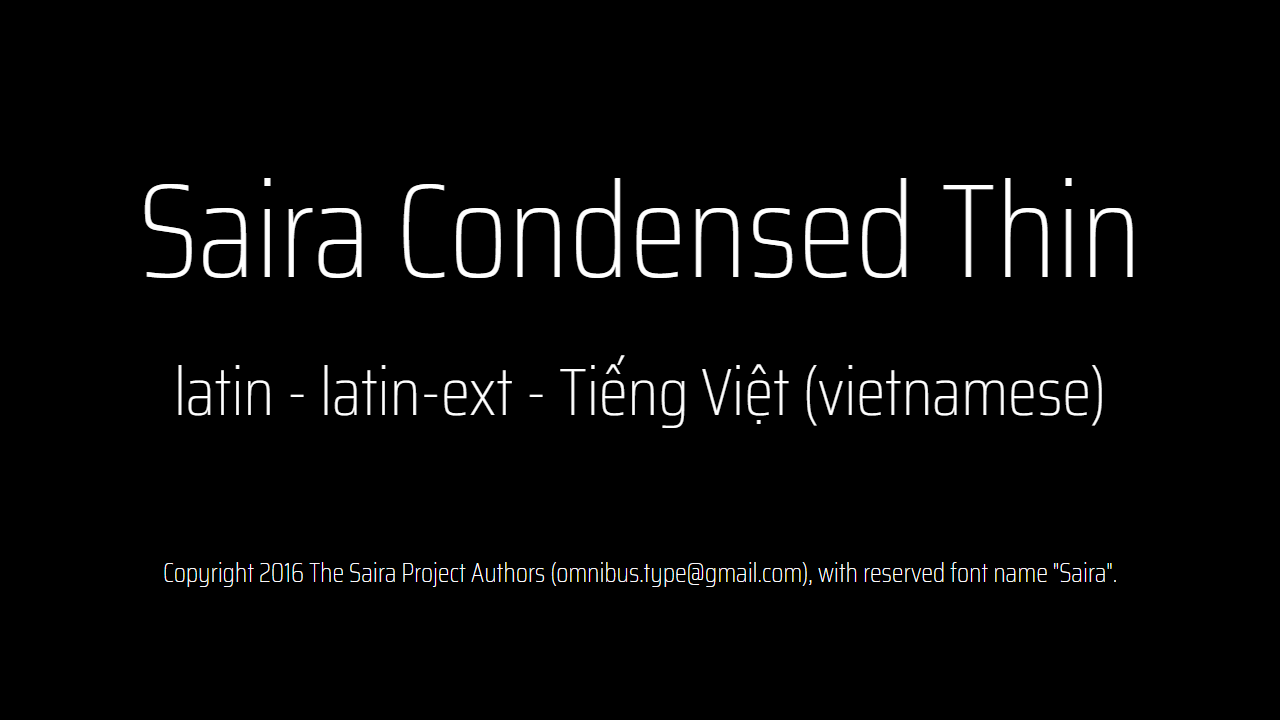 Saira Condensed Thin
latin - latin-ext - Tiếng Việt (vietnamese)
Copyright 2016 The Saira Project Authors (omnibus.type@gmail.com), with reserved font name "Saira".